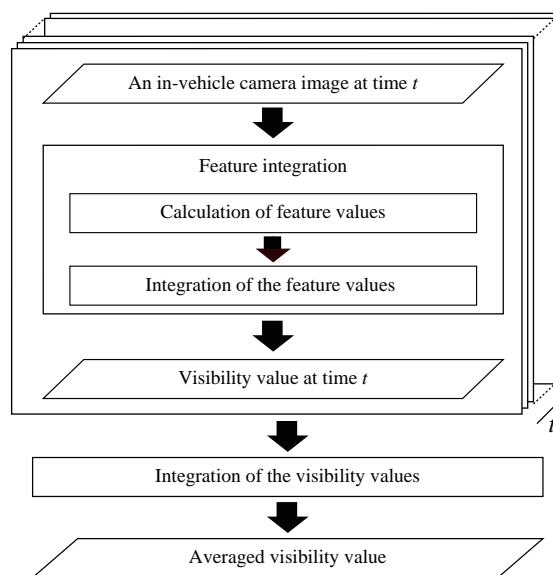 An in-vehicle camera image at time t
Feature integration
Calculation of feature values
Integration of the feature values
Visibility value at time t
t
Integration of the visibility values
Averaged visibility value